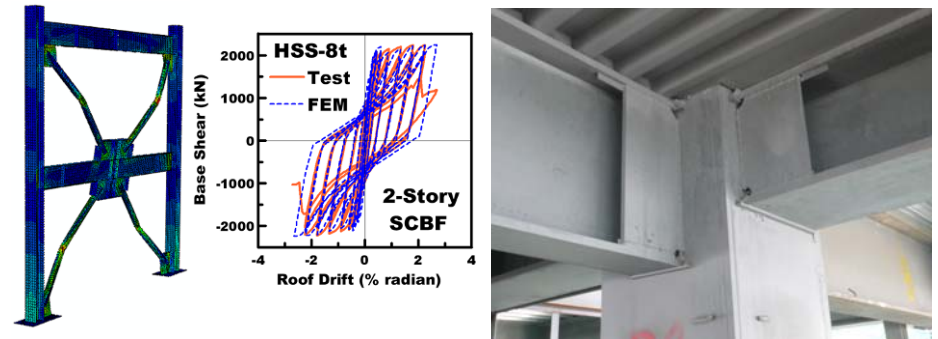 HSS-8t
Test
FEM
2-Story
SCBF
Base Shear (kN)
2000
1000
0
-1000
-2000
-4
-2
0
2
4
Roof Drift (% radian)